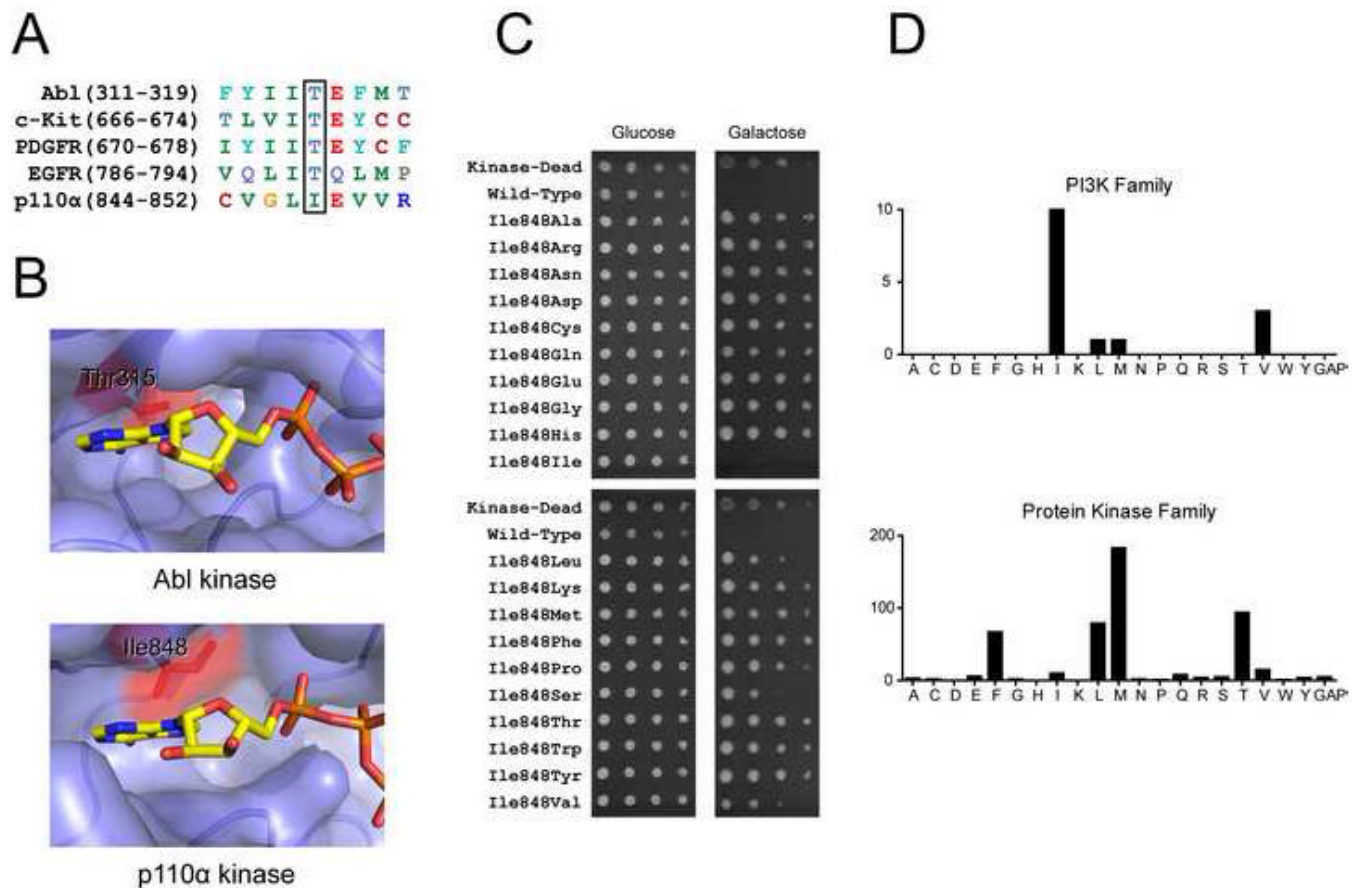 A
Abl(311-319) F Y I I T E F M T
c-Kit(666-674) T L V I T E Y C C
PDGFR(670-678) I Y I I T E Y C F
EGFR(786-794) V Q L I T Q L M P
p110α(844-852) C V G L I E V V R
B
Thr315
Abl kinase
Ile848
p110α kinase
C
Glucose Galactose
Kinase-Dead
Wild-Type
Ile848Ala
Ile848Arg
Ile848Asn
Ile848Asp
Ile848Cys
Ile848Gln
Ile848Glu
Ile848Gly
Ile848His
Ile848Ile
Kinase-Dead
Wild-Type
Ile848Leu
Ile848Lys
Ile848Met
Ile848Phe
Ile848Pro
Ile848Ser
Ile848Thr
Ile848Trp
Ile848Tyr
Ile848Val
D
PI3K Family
10
5
0
A C D E F G H I K L M N P Q R S T V W Y GAP
Protein Kinase Family
200
100
0
A C D E F G H I K L M N P Q R S T V W Y GAP